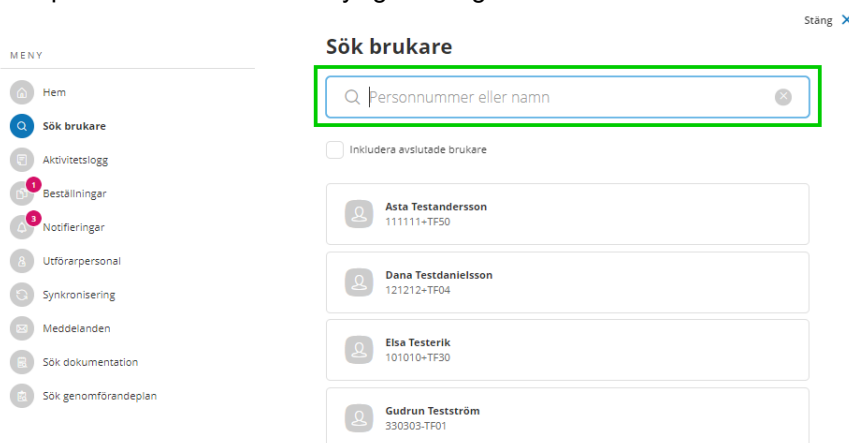 Stäng
MENY
Sök brukare
Hem
Personnummer eller namn
Sök brukare
Inkludera avslutade brukare
Aktivitetslogg
1
Beställningar
3
Notifieringar
Utförarpersonal
Synkronisering
Meddelanden
Sök dokumentation
Sök genomförandeplan
Asta Testandersson
111111+TF50
Dana Testdanielsson
121212+TF04
Elsa Testerik
101010+TF30
Gudrun Testström
330303-TF01